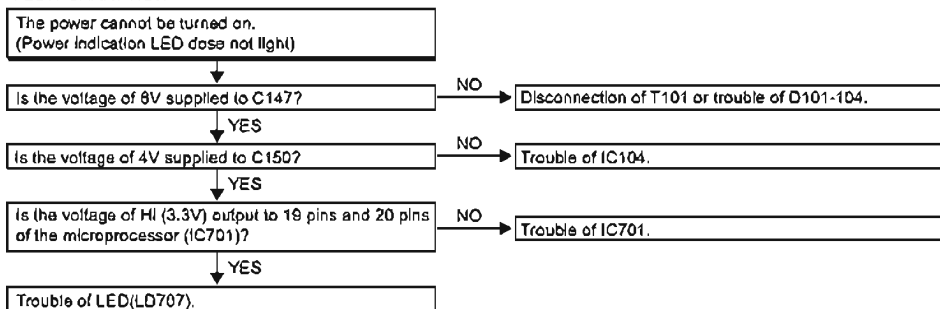 The power cannot be turned on.
(Power indication LED dose not light)
Is the voltage of 6V supplied to C147?
NO
Disconnection of T101 or trouble of D101-104.
YES
Is the voltage of 4V supplied to C150?
NO
Trouble of IC104.
YES
Is the voltage of HI (3.3V) output to 19 pins and 20 pins
of the microprocessor (IC701)?
NO
Trouble of IC701.
YES
Trouble of LED(LD707).